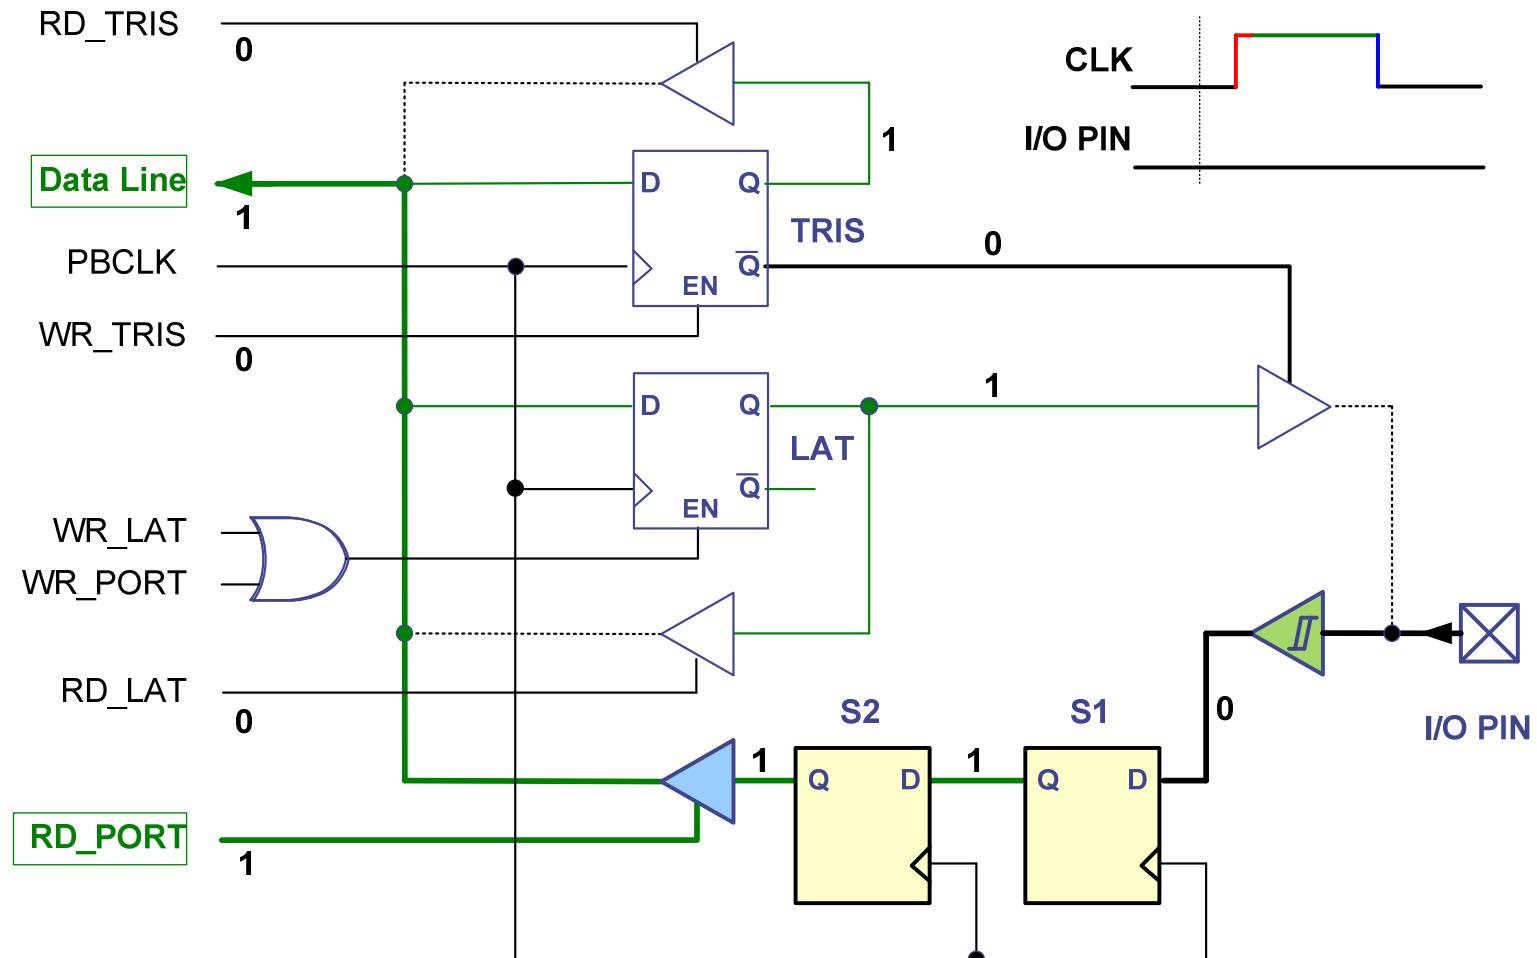 RD_TRIS
0
CLK
1
I/O PIN
Data Line
1
D Q
TRIS
0
PBCLK
Q
EN
WR_TRIS
0
D Q
1
LAT
Q
EN
WR_LAT
WR_PORT
RD_LAT
0
S2
S1
0
I/O PIN
1
1
Q D
Q D
RD_PORT
1